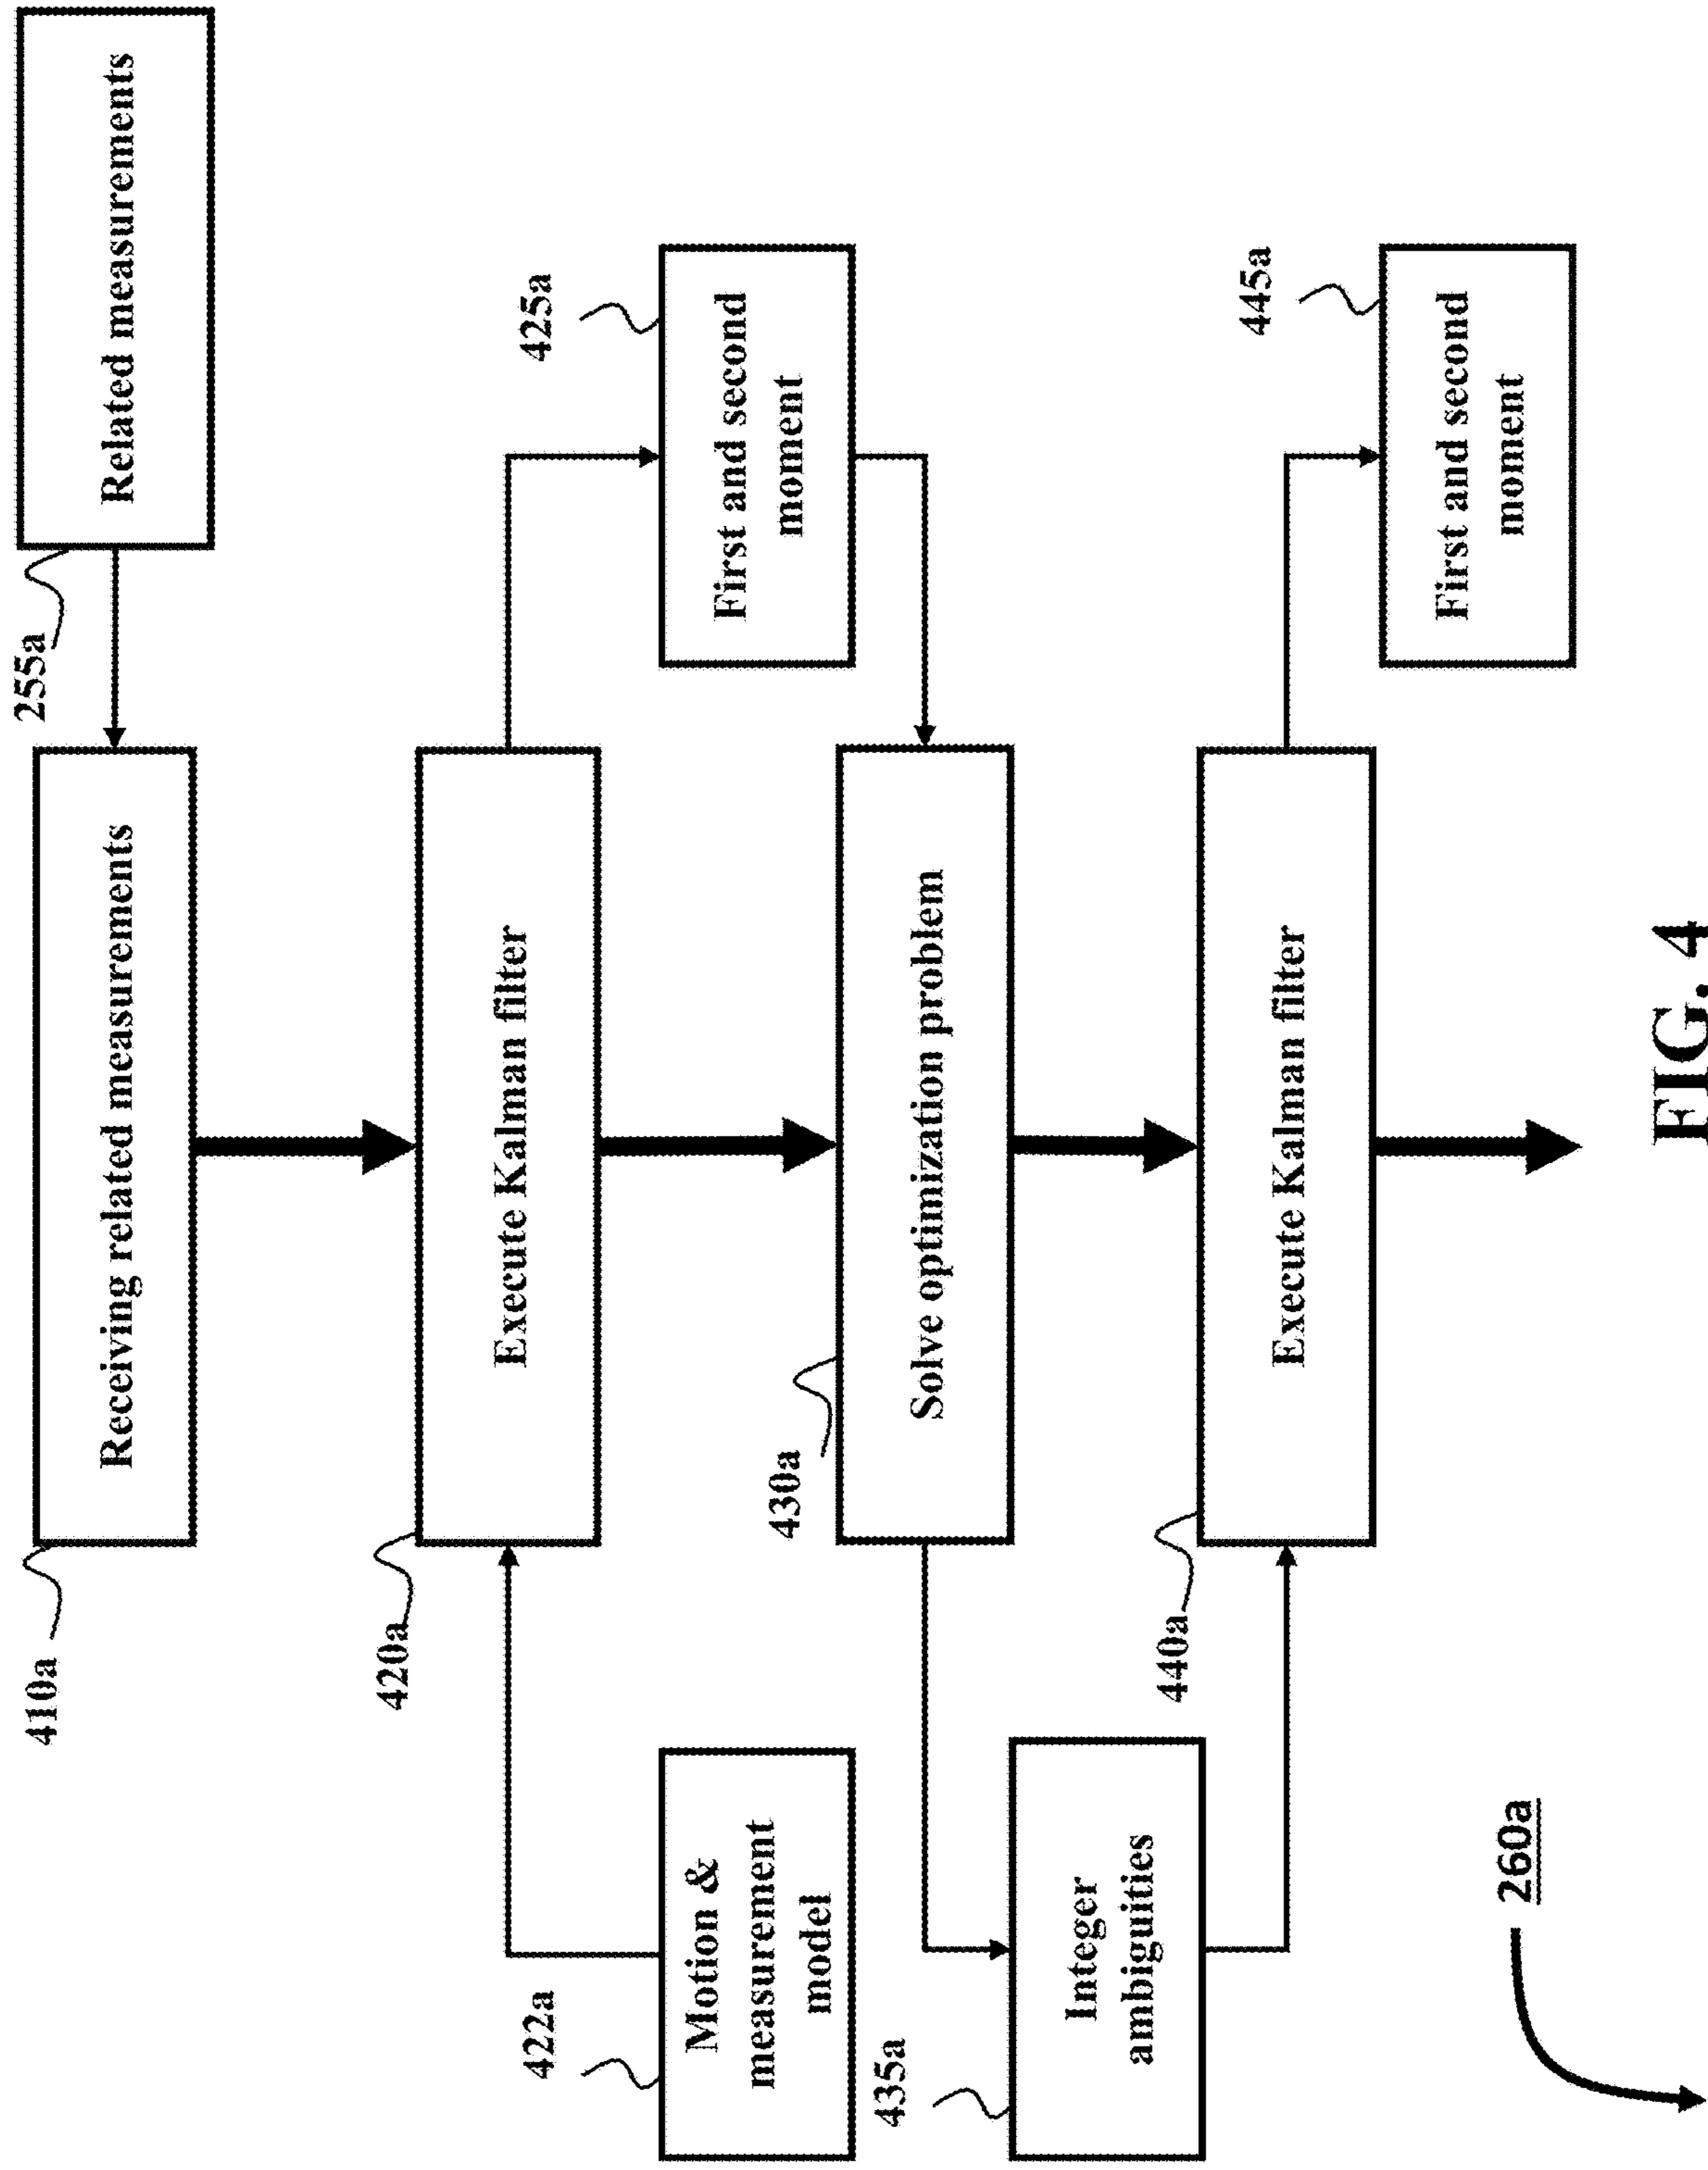 255a
Related measurements
410a
Receiving related measurements
420a
Execute Kalman filter
422a
Motion &
measurement
model
425a
First and second
moment
430a
Solve optimization problem
435a
Integer
ambiguities
440a
Execute Kalman filter
445a
First and second
moment
260a
FIG. 4